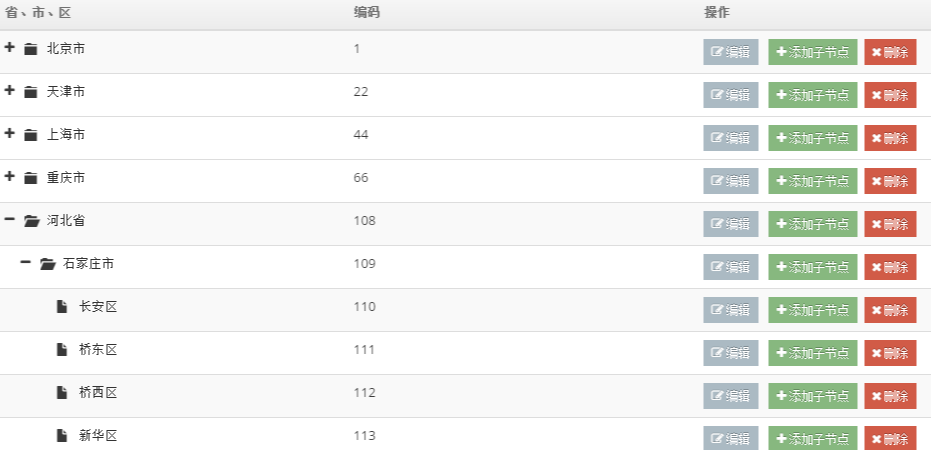 省、市、区 编码 操作
北京市 1 编辑 添加子节点 删除
天津市 22 编辑 添加子节点 删除
上海市 44 编辑 添加子节点 删除
重庆市 66 编辑 添加子节点 删除
河北省 108 编辑 添加子节点 删除
石家庄市 109 编辑 添加子节点 删除
长安区 110 编辑 添加子节点 删除
桥东区 111 编辑 添加子节点 删除
桥西区 112 编辑 添加子节点 删除
新华区 113 编辑 添加子节点 删除